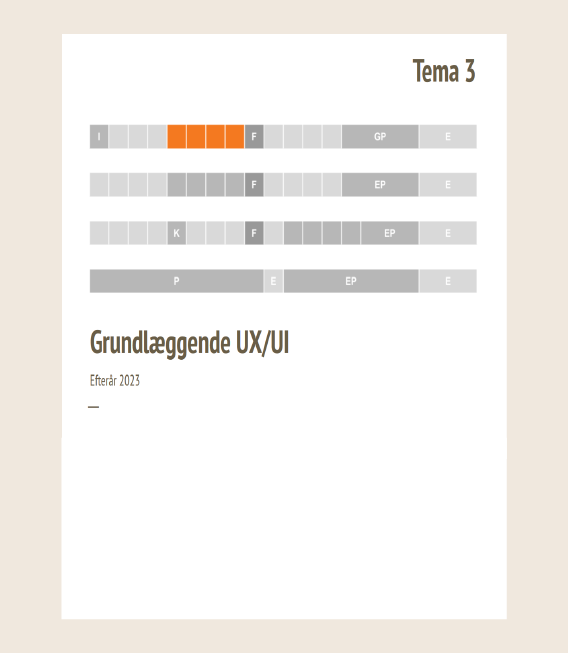 Tema 3
I F GP E
F EP E
K F EP E
P E EP E
Grundlæggende UX/UI
Efterår 2023
—